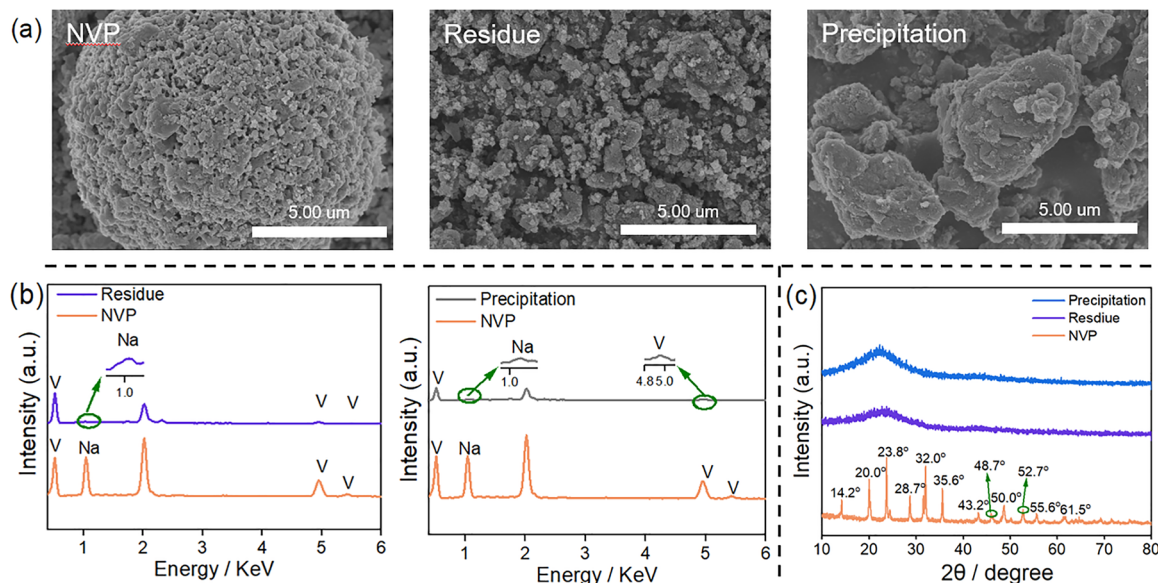 (a)
NVP
Residue
Precipitation
5.00 um
5.00 um
5.00 um
(b)
Residue
NVP
Na
1.0
V
V
V
V
Na
V
V
1 2 3 4 5 6
Energy / KeV
Intensity (a.u.)
Precipitation
NVP
Na
1.0
V
4.8 5.0
V
V
Na
V
V
1 2 3 4 5 6
Energy / KeV
Intensity (a.u.)
(c)
Precipitation
Resdiue
NVP
14.2°
20.0°
23.8°
28.7°
32.0°
35.6°
43.2°
48.7°
50.0°
52.7°
55.6°
61.5°
10 20 30 40 50 60 70 80
2θ / degree
Intensity (a.u.)